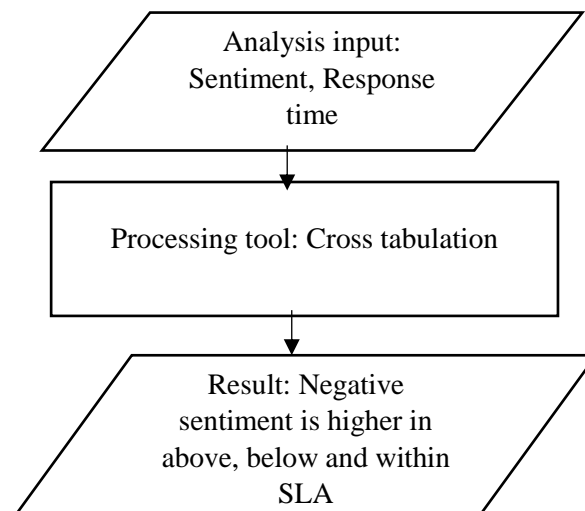 Analysis input:
Sentiment, Response
time
Processing tool: Cross tabulation
Result: Negative
sentiment is higher in
above, below and within
SLA